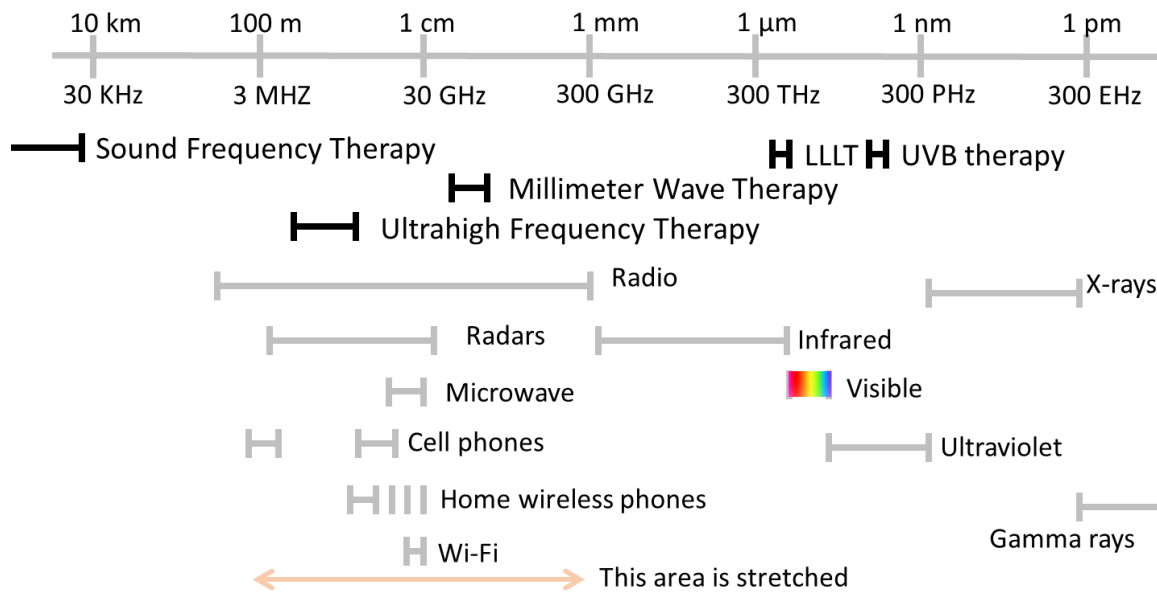 10 km 100 m 1 cm 1 mm 1 µm 1 nm 1 pm
30 KHz 3 MHZ 30 GHz 300 GHz 300 THz 300 PHz 300 EHz
Sound Frequency Therapy LLLT UVB therapy
Millimeter Wave Therapy
Ultrahigh Frequency Therapy
Radio X-rays
Radars Infrared
Microwave Visible
Cell phones Ultraviolet
Home wireless phones
Gamma rays
Wi-Fi
This area is stretched